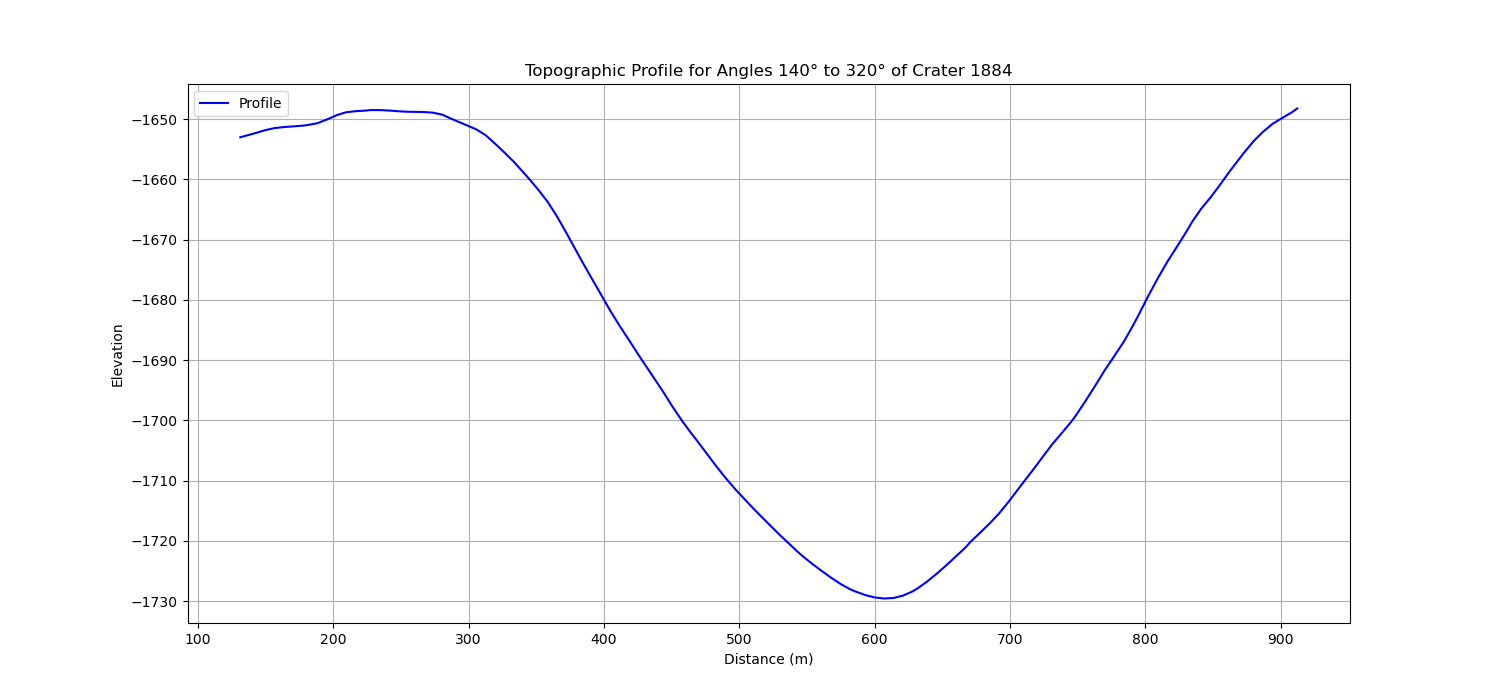 Topographic Profile for Angles 140° to 320° of Crater 1884
Profile
Elevation
−1650
−1660
−1670
−1680
−1690
−1700
−1710
−1720
−1730
100 200 300 400 500 600 700 800 900
Distance (m)